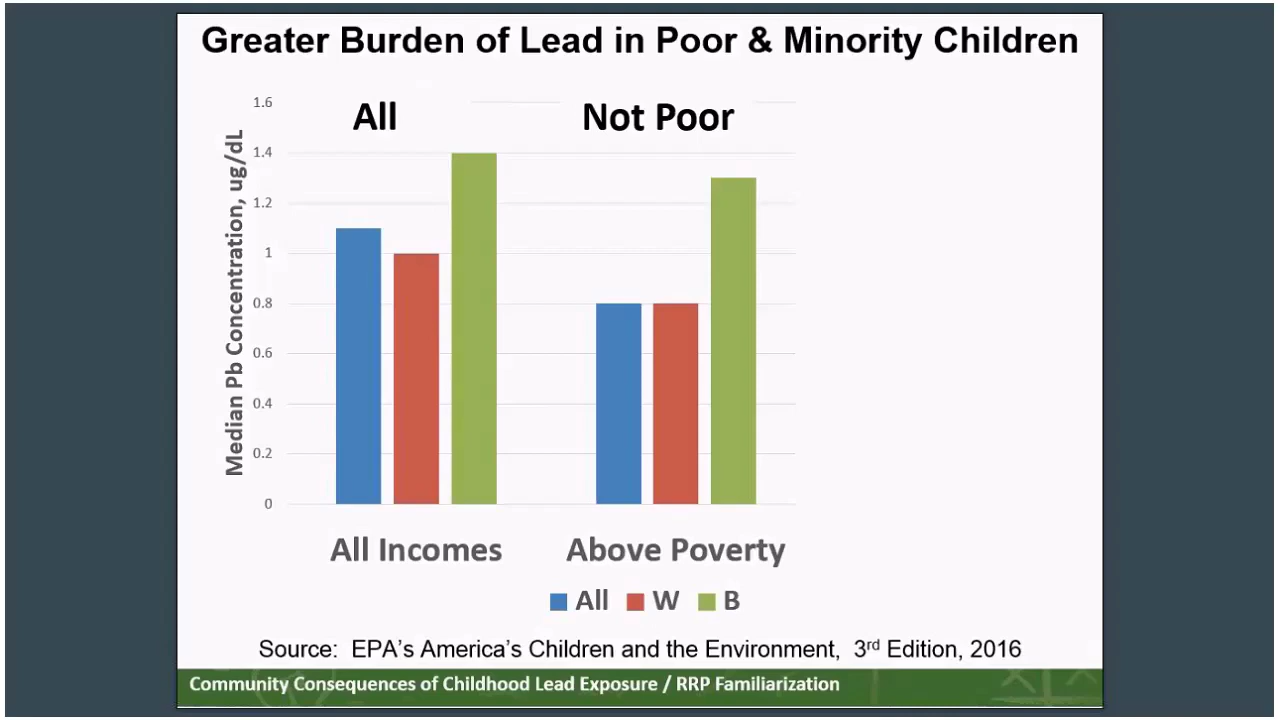 Greater Burden of Lead in Poor & Minority Children
All
Not Poor
Median Pb Concentration, ug/dL
1.6
1.4
1.2
1
0.8
0.6
0.4
0.2
0
All Incomes
Above Poverty
All W B
Source: EPA's America's Children and the Environment, 3rd Edition, 2016
Community Consequences of Childhood Lead Exposure / RRP Familiarization